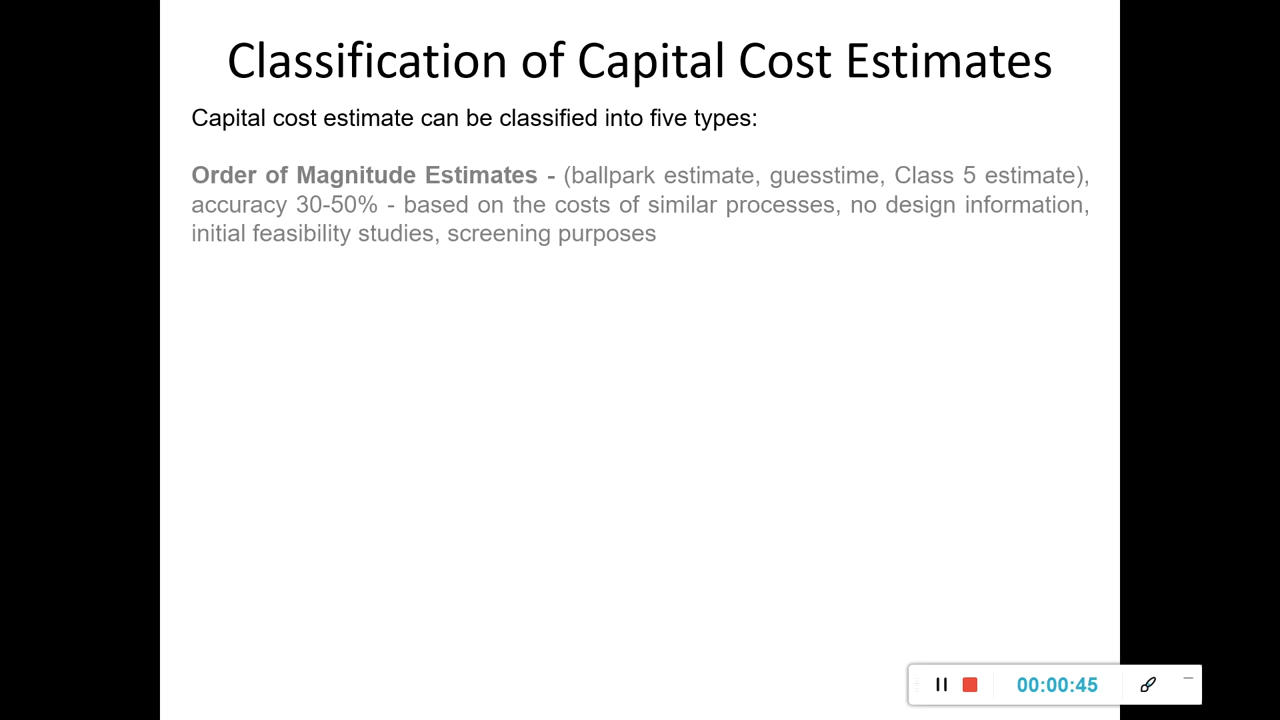 Classification of Capital Cost Estimates
Capital cost estimate can be classified into five types:
Order of Magnitude Estimates - (ballpark estimate, guesstime, Class 5 estimate),
accuracy 30-50% - based on the costs of similar processes, no design information,
initial feasibility studies, screening purposes
00:00:45